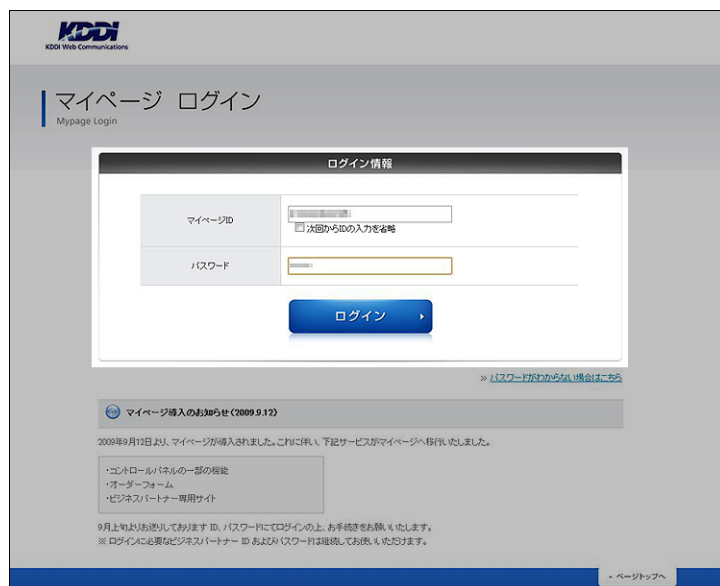 KDDI
KDDI Web Communications
マイページ ログイン
Mypage Login
ログイン情報
マイページID
次回からIDの入力を省略
パスワード
ログイン
» パスワードがわからない場合はこちら
マイページ導入のお知らせ(2009.9.12)
2009年9月12日より、マイページが導入されました。これに伴い、下記サービスがマイページへ移行いたしました。
・コントロールパネルの一部の機能
・オーダーフォーム
・ビジネスパートナー専用サイト
9月上旬よりお送りしております ID、パスワードにてログインの上、お手続きをお願いいたします。
※ ログインに必要なビジネスパートナー ID およびパスワードは継続してお使いいただけます。
ページトップへ